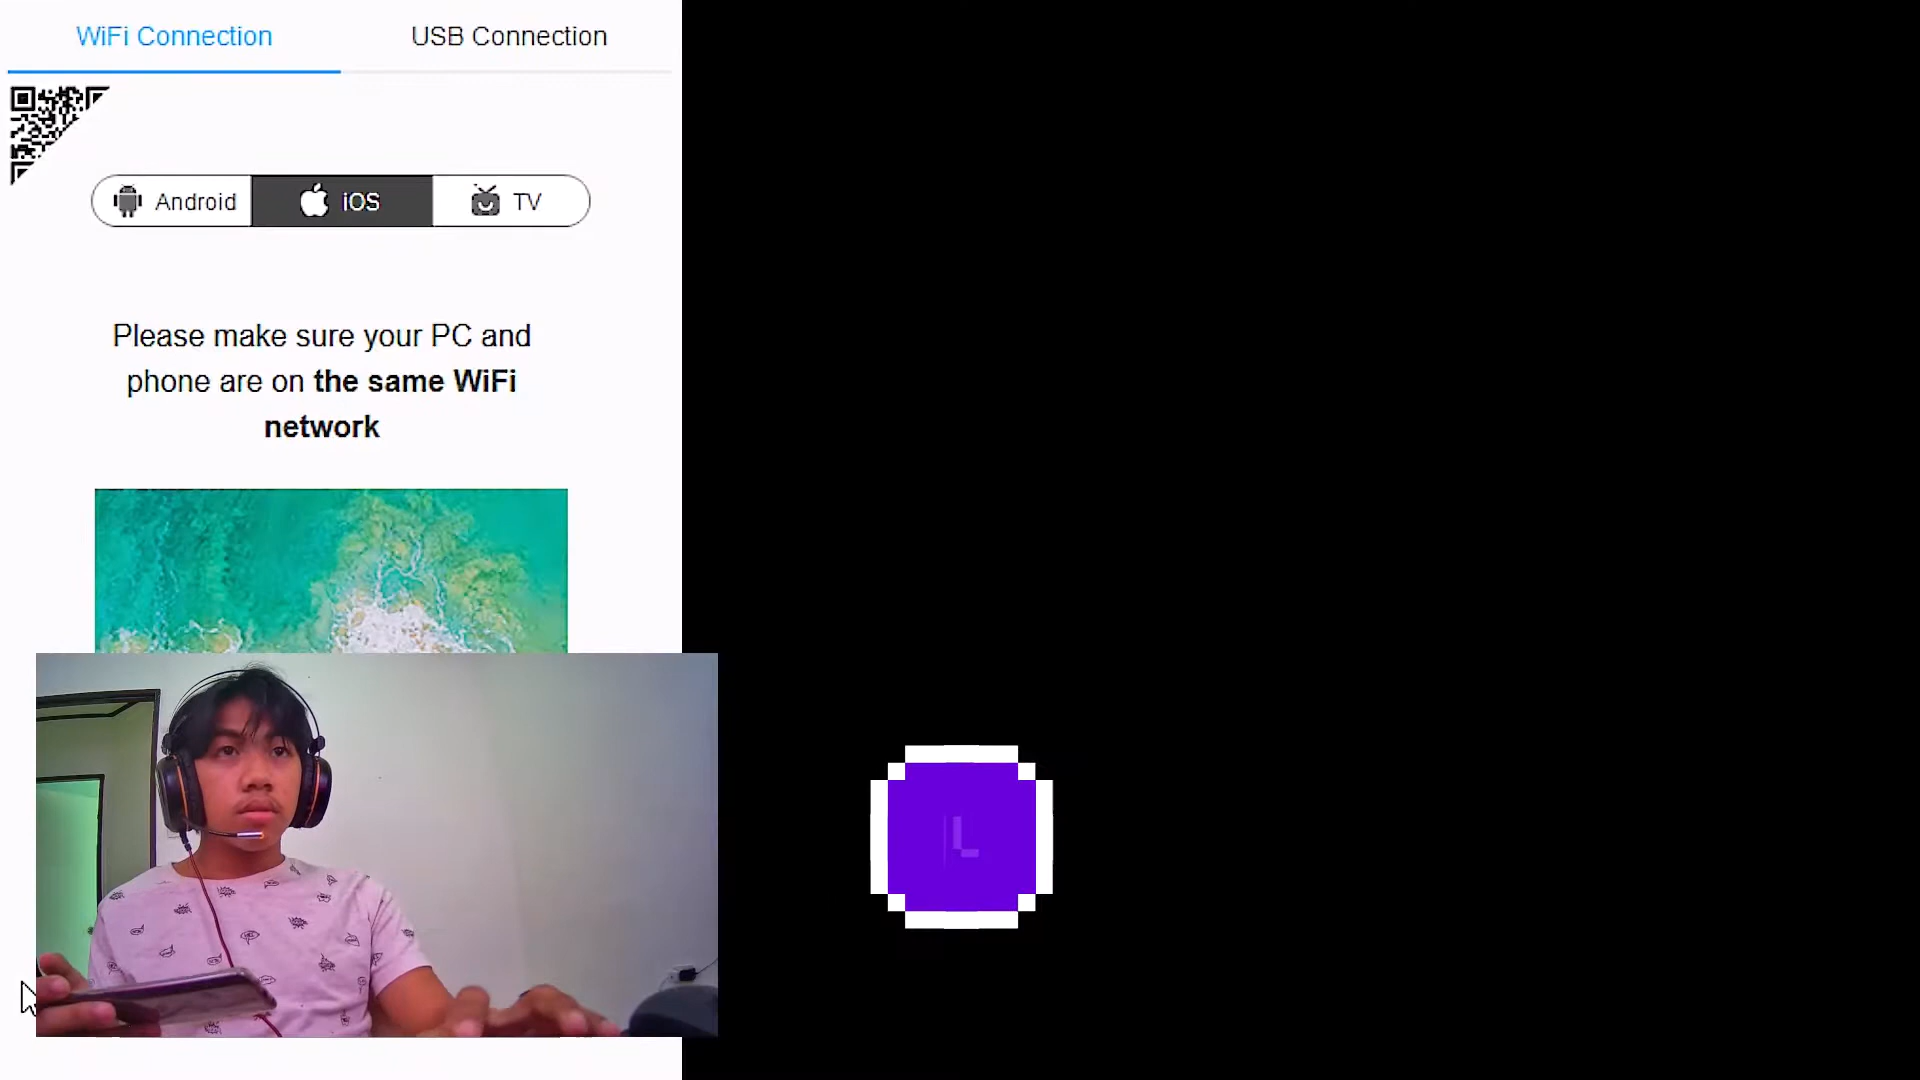 WiFi Connection
USB Connection
Android
iOS
TV
Please make sure your PC and
phone are on the same WiFi
network
L